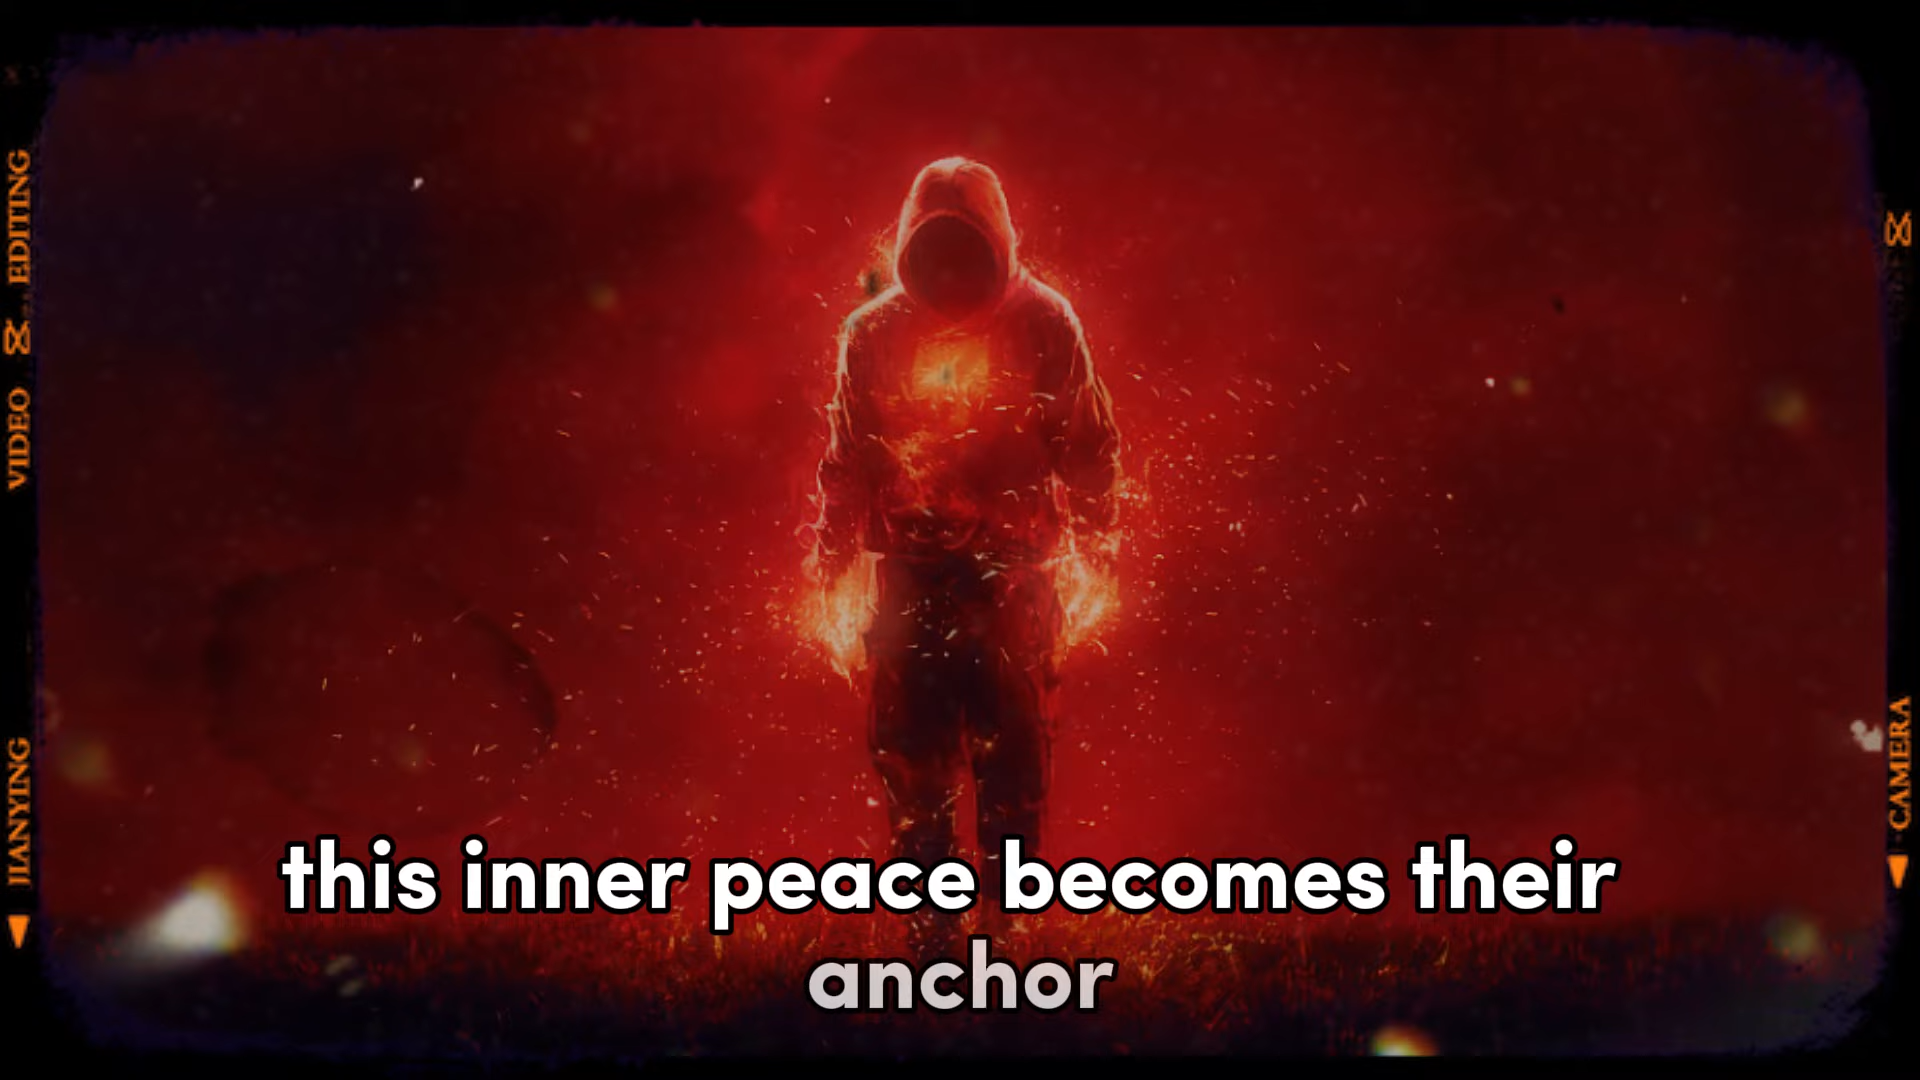 this inner peace becomes their
anchor
JIANYING VIDEO EDITING
CAMERA